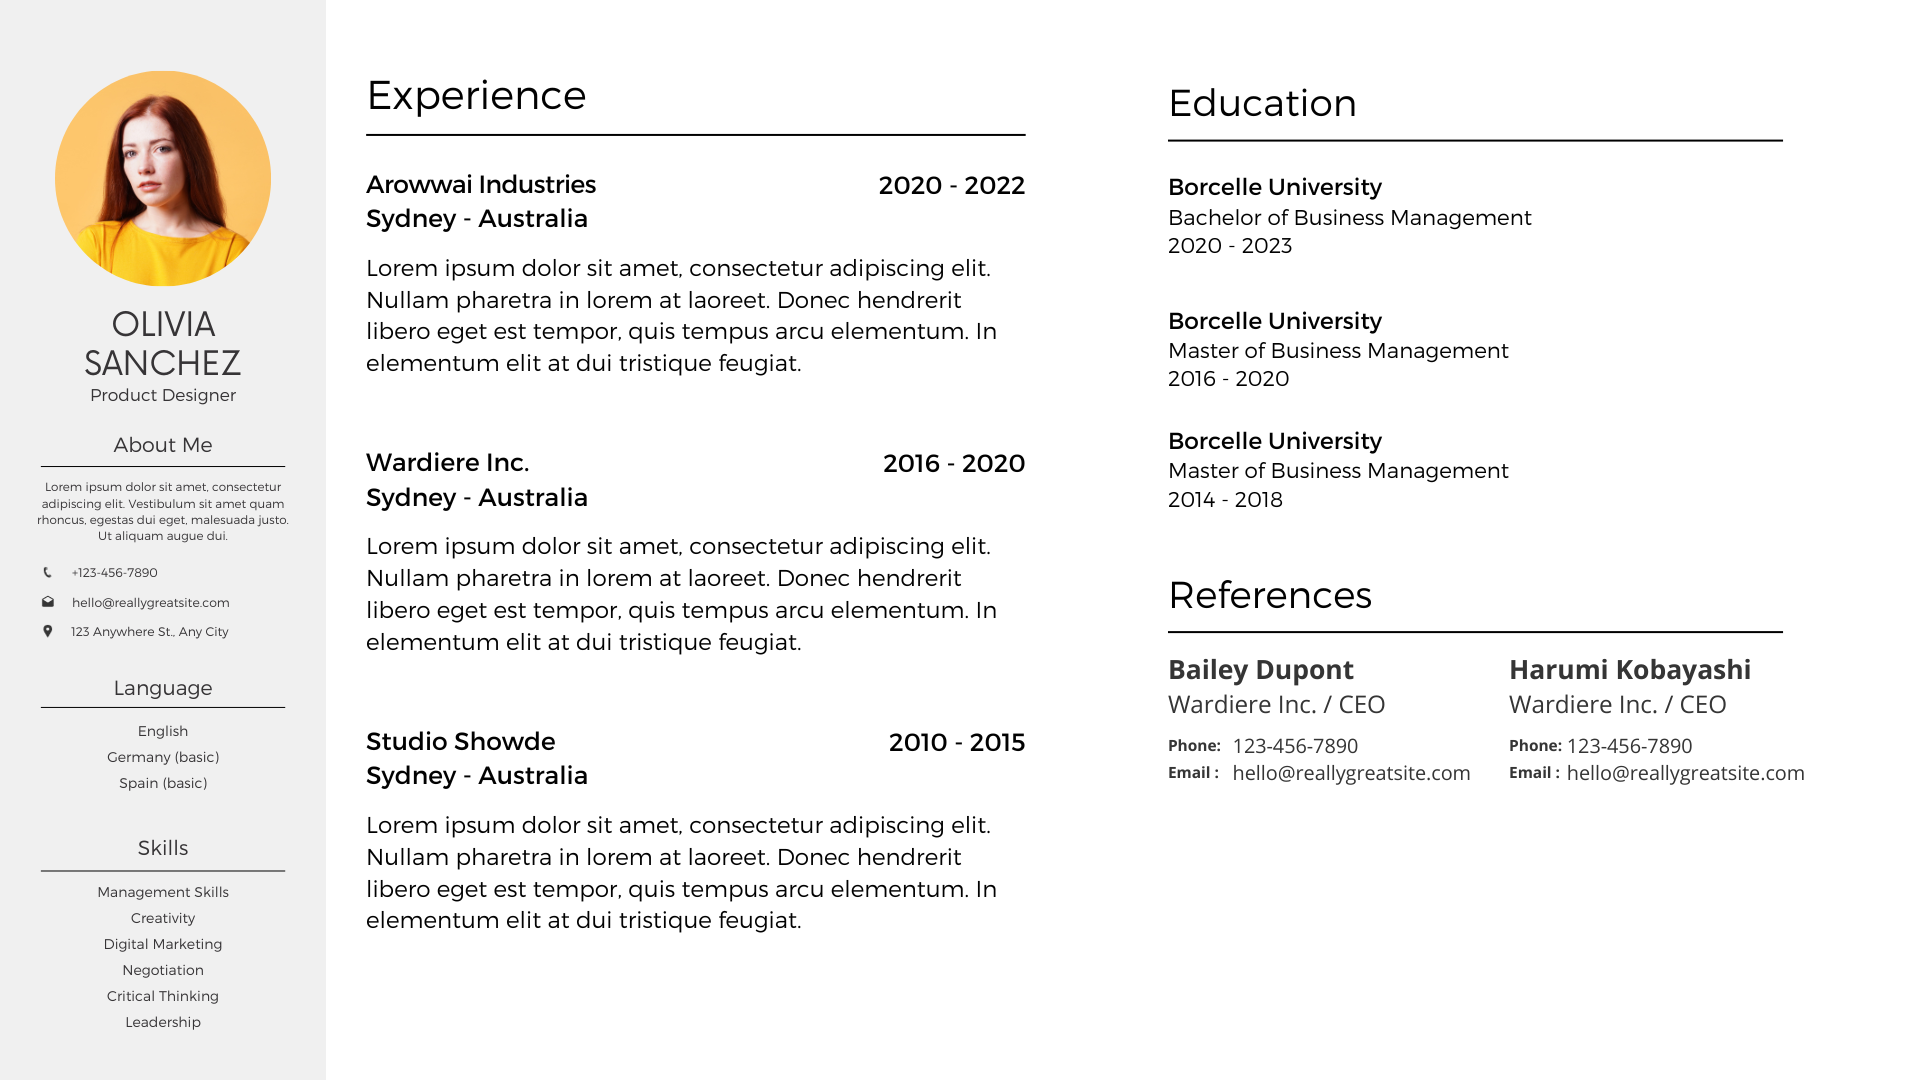 OLIVIA
SANCHEZ
Product Designer
About Me
Lorem ipsum dolor sit amet, consectetur
adipiscing elit. Vestibulum sit amet quam
rhoncus, egestas dui eget, malesuada justo.
Ut aliquam augue dui.
+123-456-7890
hello@reallygreatsite.com
123 Anywhere St., Any City
Language
English
Germany (basic)
Spain (basic)
Skills
Management Skills
Creativity
Digital Marketing
Negotiation
Critical Thinking
Leadership
Experience
Arowwai Industries 2020 - 2022
Sydney - Australia
Lorem ipsum dolor sit amet, consectetur adipiscing elit.
Nullam pharetra in lorem at laoreet. Donec hendrerit
libero eget est tempor, quis tempus arcu elementum. In
elementum elit at dui tristique feugiat.
Wardiere Inc. 2016 - 2020
Sydney - Australia
Lorem ipsum dolor sit amet, consectetur adipiscing elit.
Nullam pharetra in lorem at laoreet. Donec hendrerit
libero eget est tempor, quis tempus arcu elementum. In
elementum elit at dui tristique feugiat.
Studio Showde 2010 - 2015
Sydney - Australia
Lorem ipsum dolor sit amet, consectetur adipiscing elit.
Nullam pharetra in lorem at laoreet. Donec hendrerit
libero eget est tempor, quis tempus arcu elementum. In
elementum elit at dui tristique feugiat.
Education
Borcelle University
Bachelor of Business Management
2020 - 2023
Borcelle University
Master of Business Management
2016 - 2020
Borcelle University
Master of Business Management
2014 - 2018
References
Bailey Dupont
Wardiere Inc. / CEO
Phone: 123-456-7890
Email : hello@reallygreatsite.com
Harumi Kobayashi
Wardiere Inc. / CEO
Phone: 123-456-7890
Email : hello@reallygreatsite.com